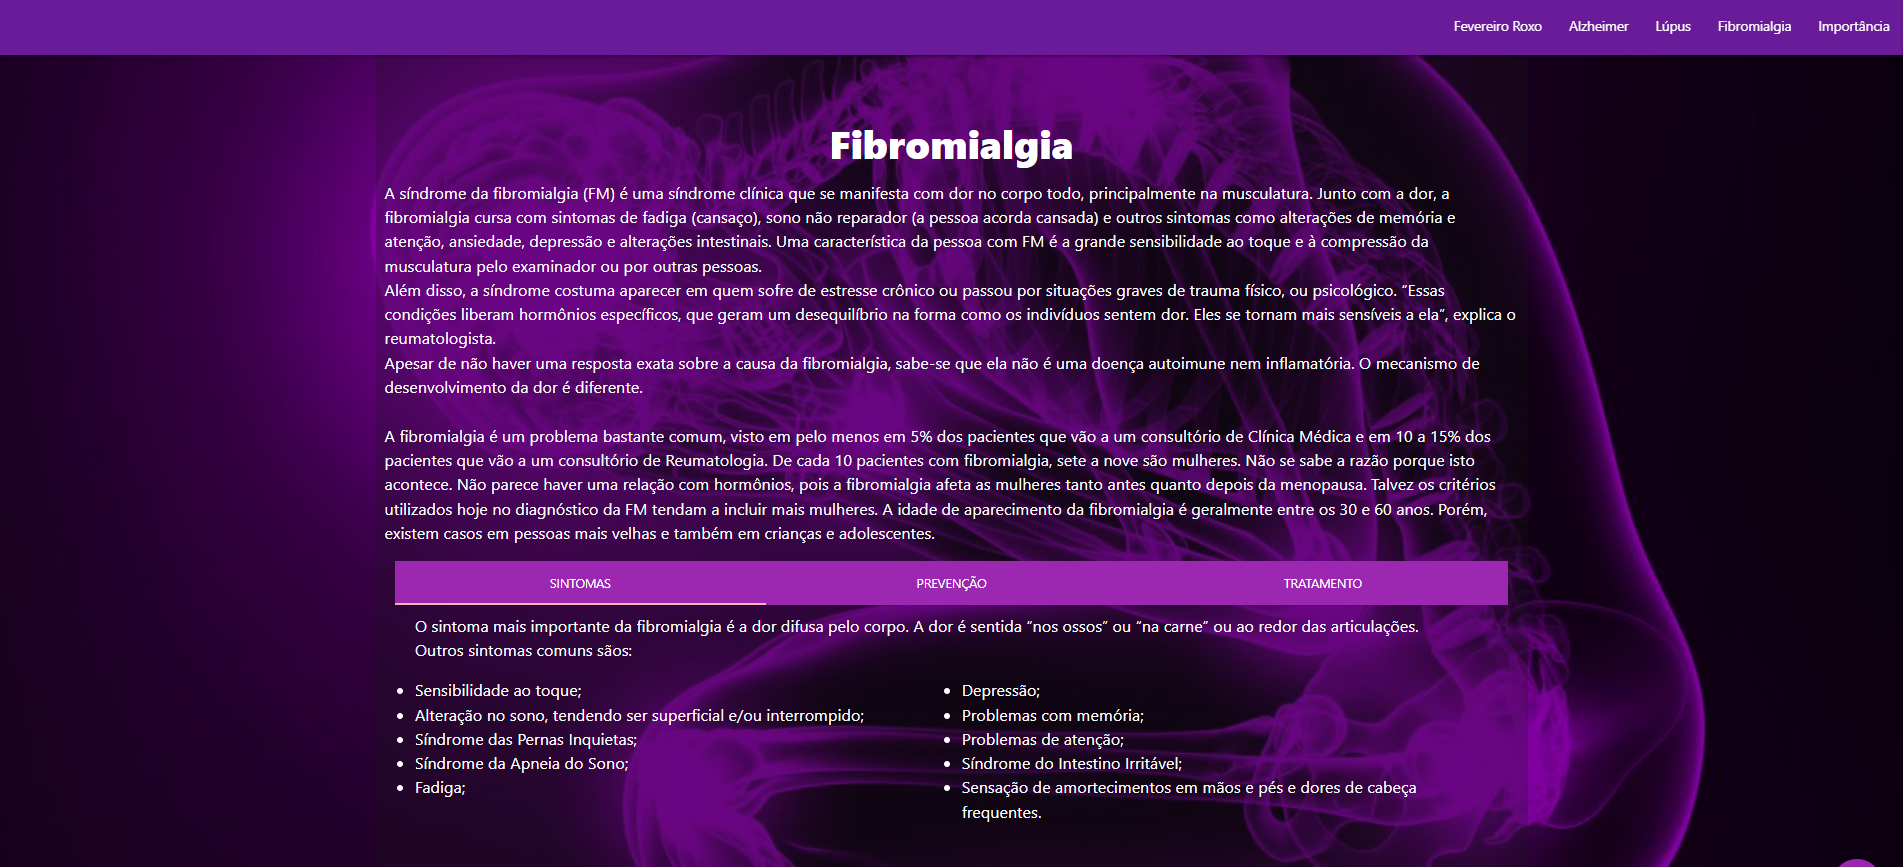 Fevereiro Roxo Alzheimer Lúpus Fibromialgia Importância
Fibromialgia
A síndrome da fibromialgia (FM) é uma síndrome clínica que se manifesta com dor no corpo todo, principalmente na musculatura. Junto com a dor, a
fibromialgia cursa com sintomas de fadiga (cansaço), sono não reparador (a pessoa acorda cansada) e outros sintomas como alterações de memória e
atenção, ansiedade, depressão e alterações intestinais. Uma característica da pessoa com FM é a grande sensibilidade ao toque e à compressão da
musculatura pelo examinador ou por outras pessoas.
Além disso, a síndrome costuma aparecer em quem sofre de estresse crônico ou passou por situações graves de trauma físico, ou psicológico. “Essas
condições liberam hormônios específicos, que geram um desequilíbrio na forma como os indivíduos sentem dor. Eles se tornam mais sensíveis a ela”, explica o
reumatologista.
Apesar de não haver uma resposta exata sobre a causa da fibromialgia, sabe-se que ela não é uma doença autoimune nem inflamatória. O mecanismo de
desenvolvimento da dor é diferente.
A fibromialgia é um problema bastante comum, visto em pelo menos em 5% dos pacientes que vão a um consultório de Clínica Médica e em 10 a 15% dos
pacientes que vão a um consultório de Reumatologia. De cada 10 pacientes com fibromialgia, sete a nove são mulheres. Não se sabe a razão porque isto
acontece. Não parece haver uma relação com hormônios, pois a fibromialgia afeta as mulheres tanto antes quanto depois da menopausa. Talvez os critérios
utilizados hoje no diagnóstico da FM tendam a incluir mais mulheres. A idade de aparecimento da fibromialgia é geralmente entre os 30 e 60 anos. Porém,
existem casos em pessoas mais velhas e também em crianças e adolescentes.
SINTOMAS PREVENÇÃO TRATAMENTO
O sintoma mais importante da fibromialgia é a dor difusa pelo corpo. A dor é sentida “nos ossos” ou “na carne” ou ao redor das articulações.
Outros sintomas comuns sãos:
• Sensibilidade ao toque;
• Alteração no sono, tendendo ser superficial e/ou interrompido;
• Síndrome das Pernas Inquietas;
• Síndrome da Apneia do Sono;
• Fadiga;
• Depressão;
• Problemas com memória;
• Problemas de atenção;
• Síndrome do Intestino Irritável;
• Sensação de amortecimentos em mãos e pés e dores de cabeça
frequentes.